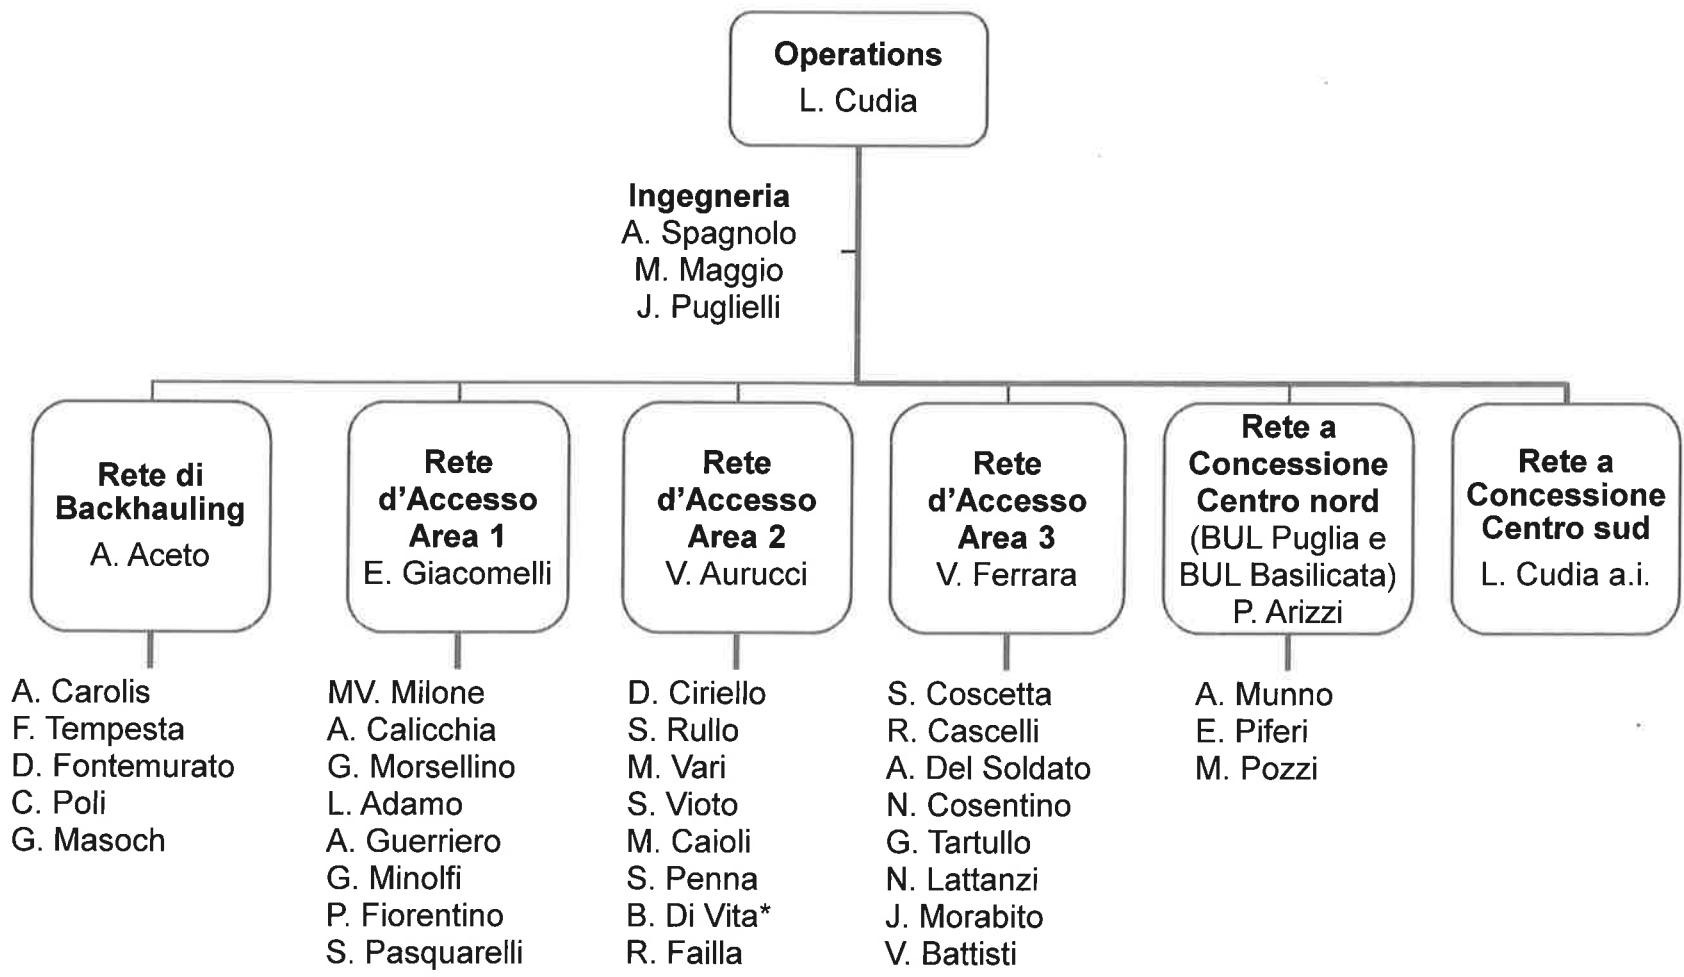 Operations
L. Cudia
Ingegneria
A. Spagnolo
M. Maggio
J. Puglielli
Rete di
Backhauling
A. Aceto
Rete
d'Accesso
Area 1
E. Giacomelli
Rete
d'Accesso
Area 2
V. Aurucci
Rete
d'Accesso
Area 3
V. Ferrara
Rete a
Concessione
Centro nord
(BUL Puglia e
BUL Basilicata)
P. Arizzi
Rete a
Concessione
Centro sud
L. Cudia a.i.
A. Carolis
F. Tempesta
D. Fontemurato
C. Poli
G. Masoch
MV. Milone
A. Calicchia
G. Morsellino
L. Adamo
A. Guerriero
G. Minolfi
P. Fiorentino
S. Pasquarelli
D. Ciriello
S. Rullo
M. Vari
S. Vioto
M. Caioli
S. Penna
B. Di Vita*
R. Failla
S. Coscetta
R. Cascelli
A. Del Soldato
N. Cosentino
G. Tartullo
N. Lattanzi
J. Morabito
V. Battisti
A. Munno
E. Piferi
M. Pozzi